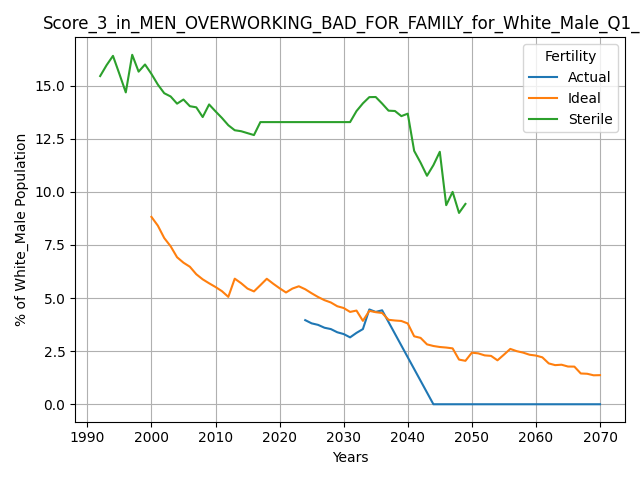 Score_3_in_MEN_OVERWORKING_BAD_FOR_FAMILY_for_White_Male_Q1_
% of White_Male Population
15.0
12.5
10.0
7.5
5.0
2.5
0.0
Fertility
Actual
Ideal
Sterile
1990 2000 2010 2020 2030 2040 2050 2060 2070
Years